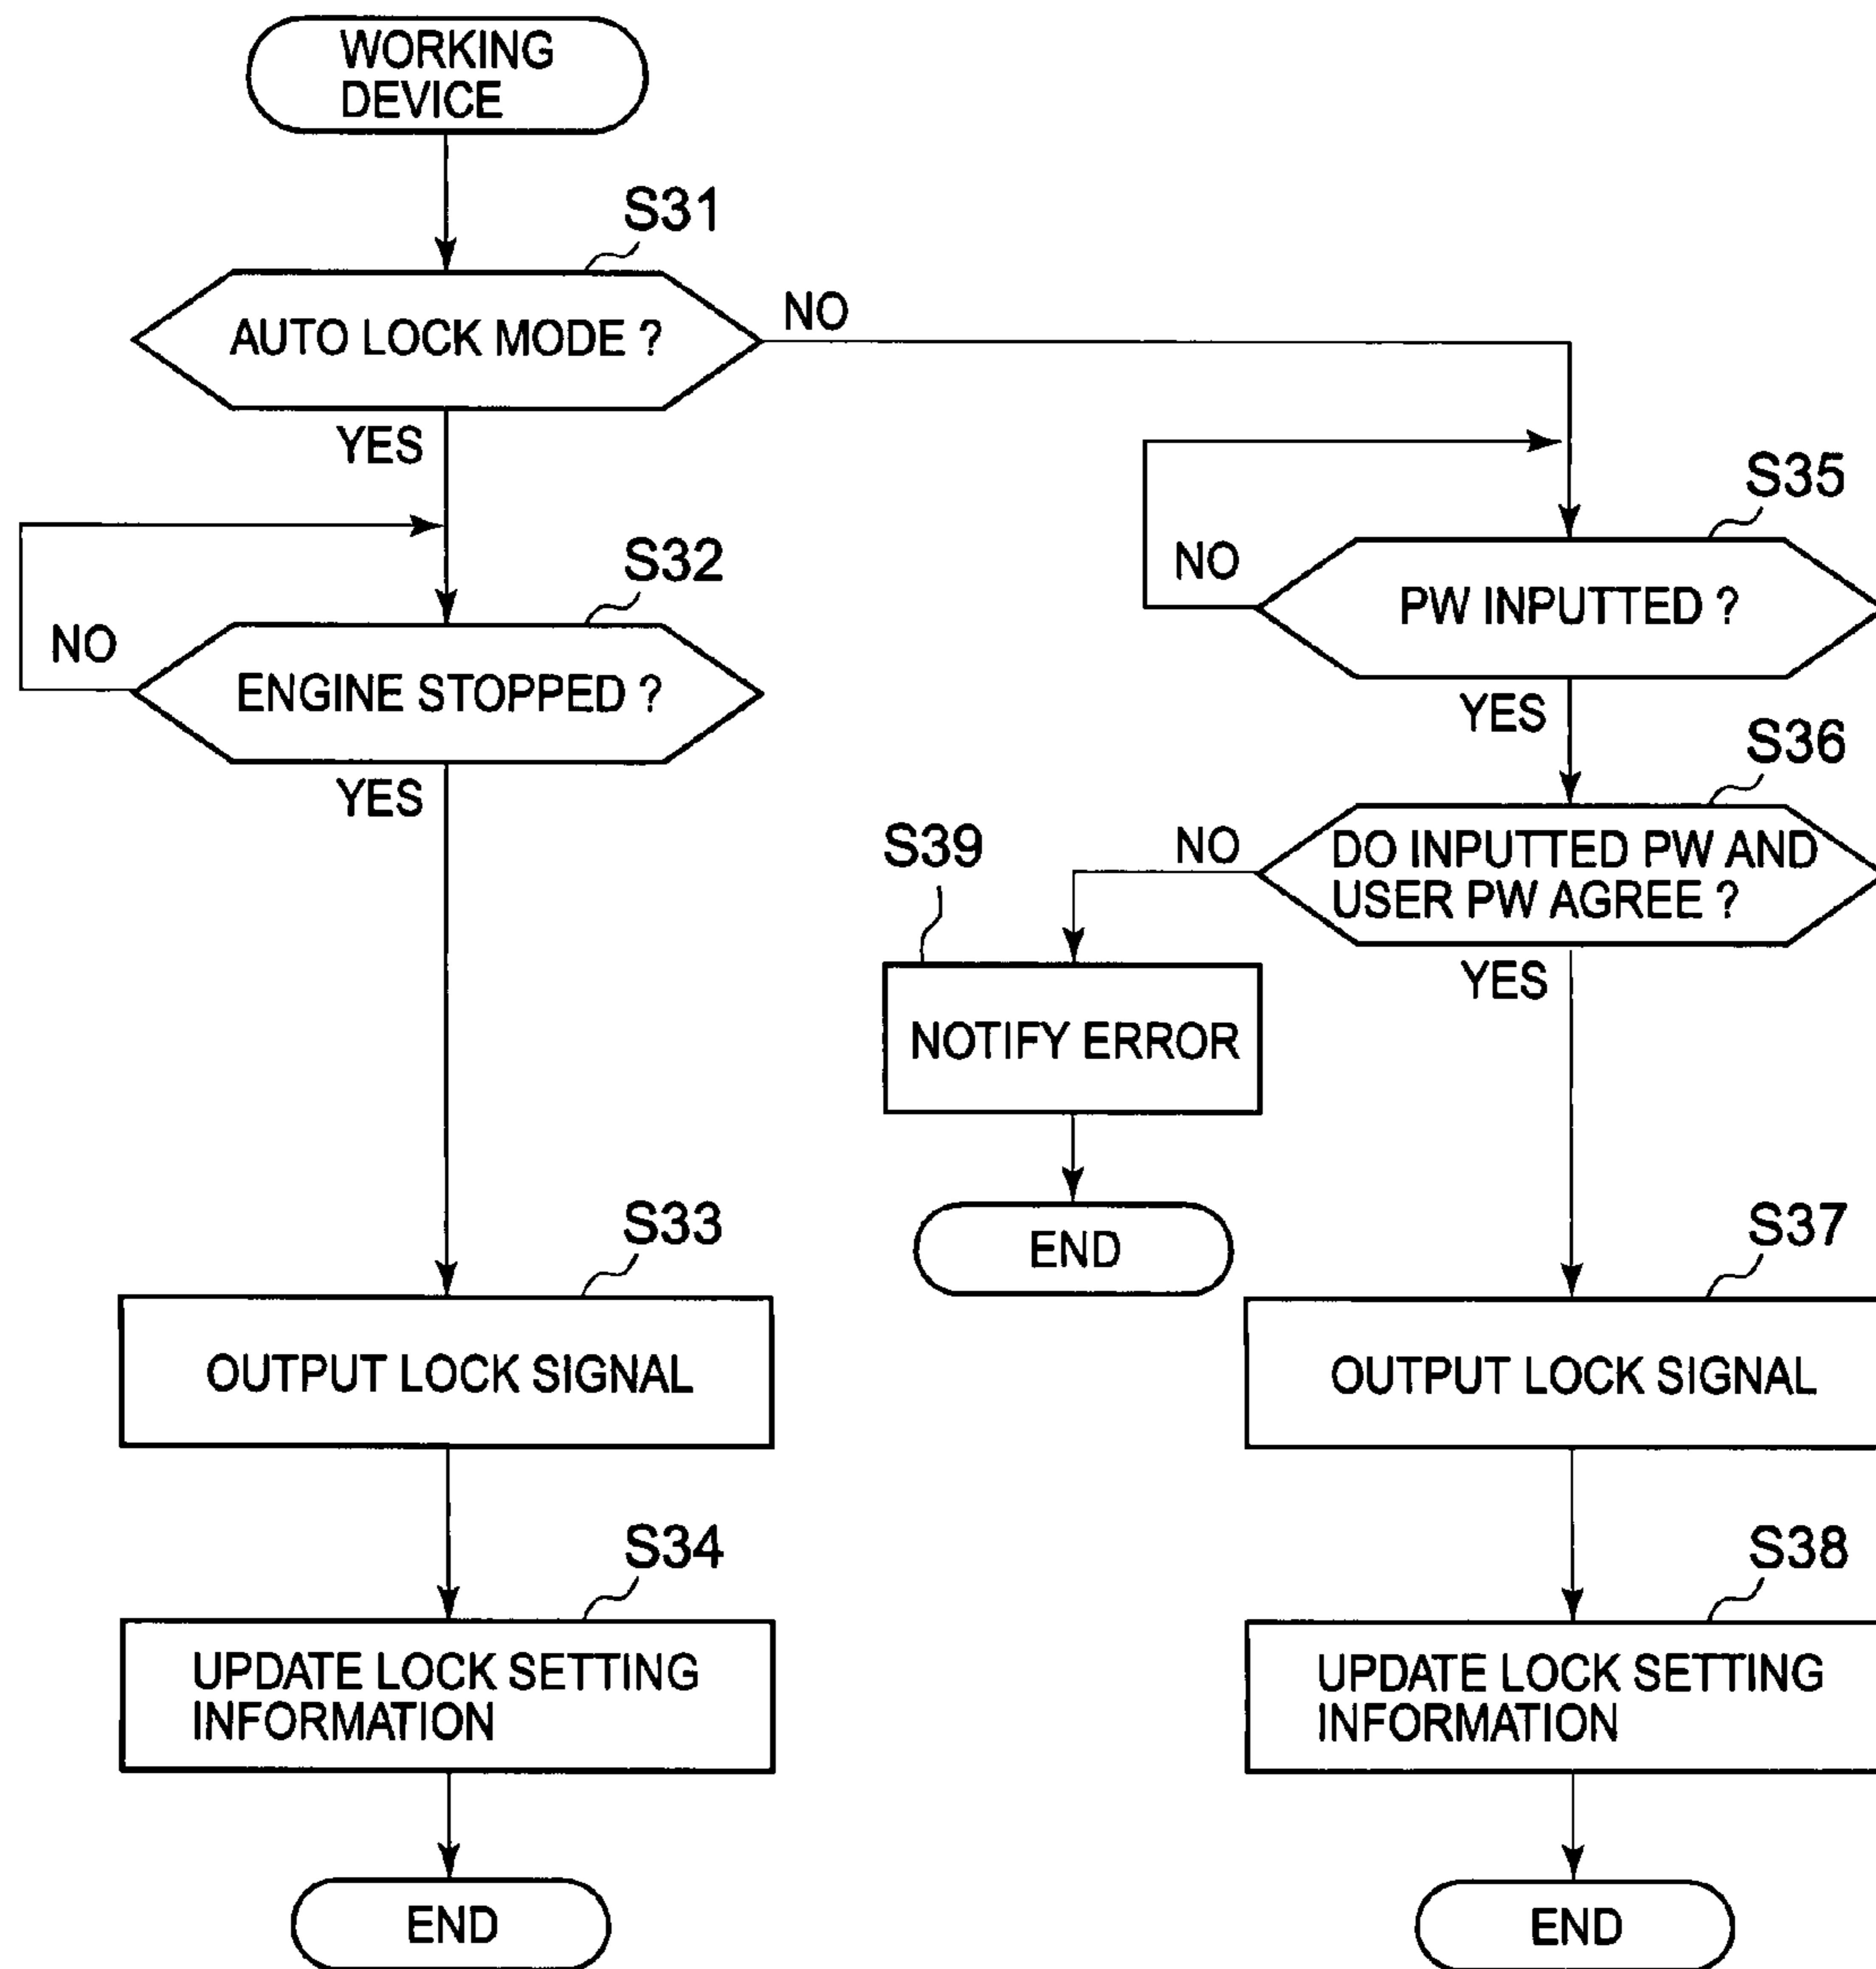 WORKING
DEVICE
S31
AUTO LOCK MODE ?
NO
YES
S32
NO
ENGINE STOPPED ?
YES
S33
OUTPUT LOCK SIGNAL
S34
UPDATE LOCK SETTING
INFORMATION
END
S35
NO
PW INPUTTED ?
YES
S36
NO
DO INPUTTED PW AND
USER PW AGREE ?
YES
S39
NOTIFY ERROR
END
S37
OUTPUT LOCK SIGNAL
S38
UPDATE LOCK SETTING
INFORMATION
END